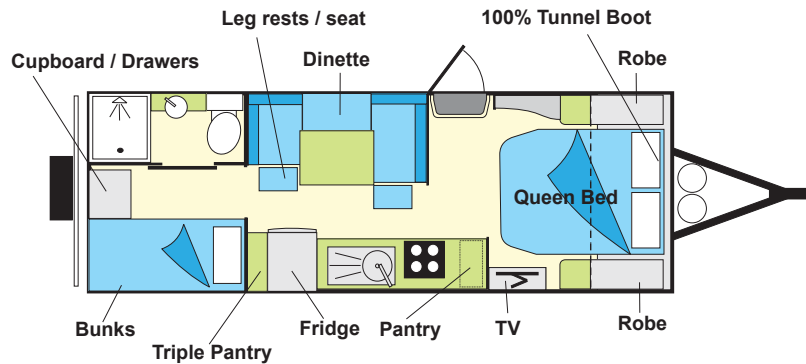 Leg rests / seat
100% Tunnel Boot
Cupboard / Drawers
Dinette
Robe
Queen Bed
Bunks
Triple Pantry
Fridge
Pantry
TV
Robe